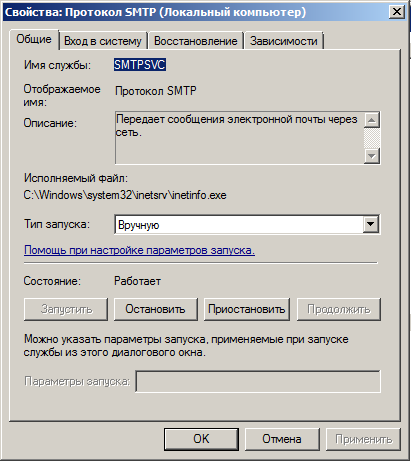 Свойства: Протокол SMTP (Локальный компьютер)
Общие Вход в систему Восстановление Зависимости
Имя службы: SMTPSVC
Отображаемое имя: Протокол SMTP
Описание: Передает сообщения электронной почты через
сеть.
Исполняемый файл:
C:\Windows\system32\inetsrv\inetinfo.exe
Тип запуска: Вручную
Помощь при настройке параметров запуска.
Состояние: Работает
Запустить Остановить Приостановить Продолжить
Можно указать параметры запуска, применяемые при запуске
службы из этого диалогового окна.
Параметры запуска:
OK Отмена Применить